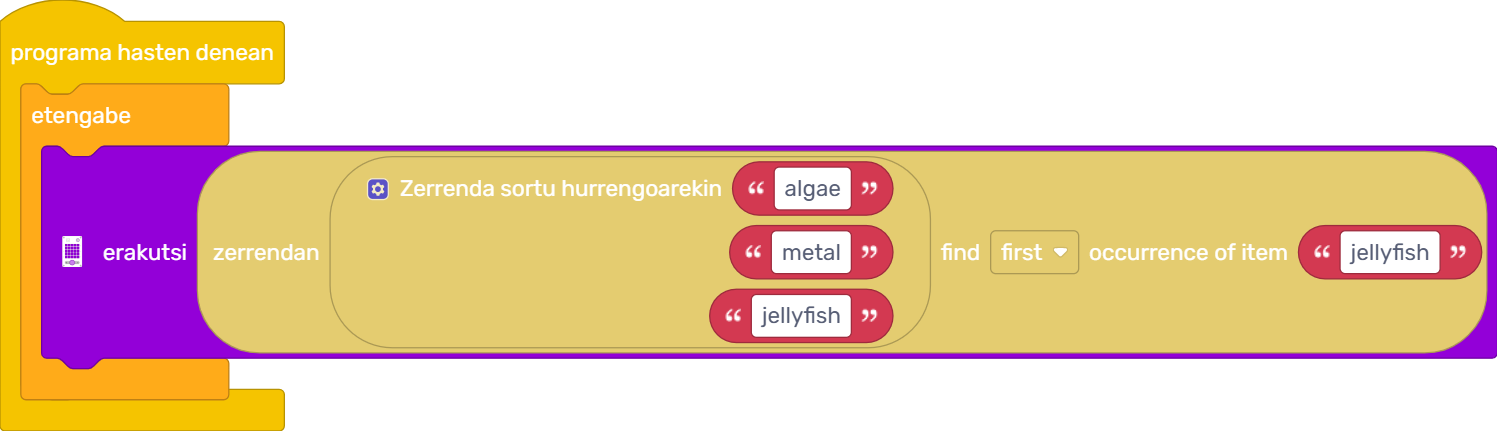 programa hasten denean
etengabe
Zerrenda sortu hurrengoarekin “ algae ”
erakutsi zerrendan “ metal ” find first occurrence of item “ jellyfish ”
“ jellyfish ”